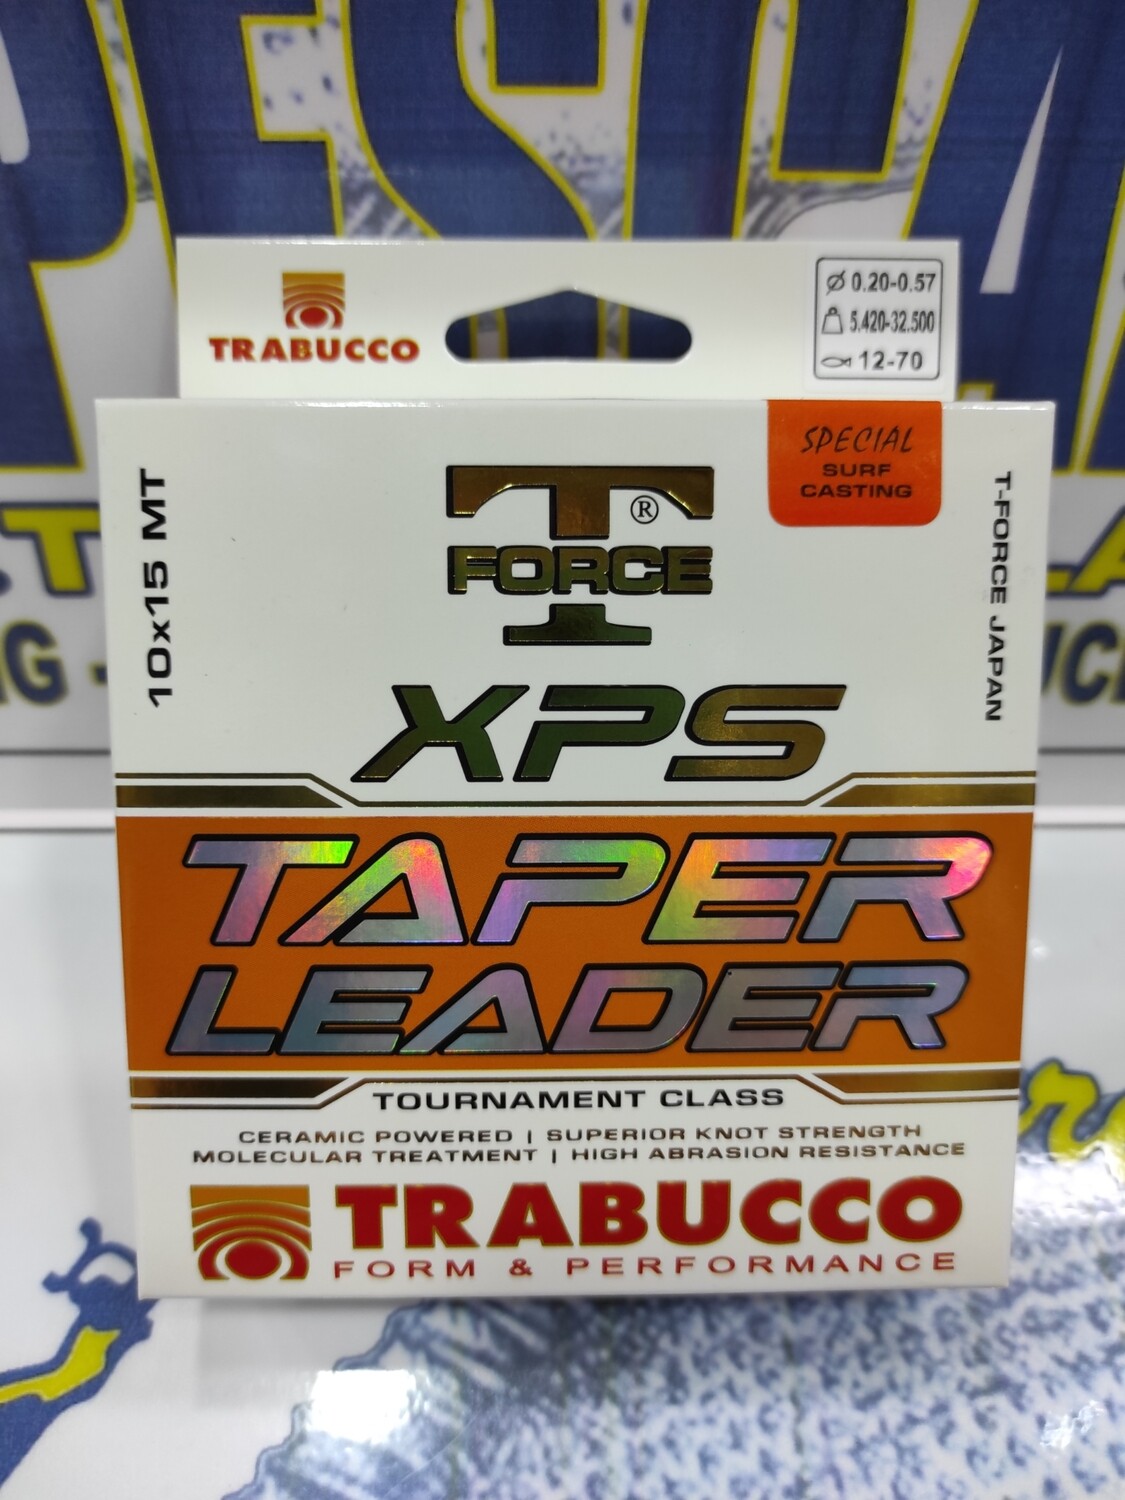 PESCA
TRABUCCO
Ø 0.20-0.57
5.420-32.500
12-70
SPECIAL
SURF
CASTING
10x15 MT
T-FORCE JAPAN
T®
FORCE
XPS
TAPER
LEADER
TOURNAMENT CLASS
CERAMIC POWERED | SUPERIOR KNOT STRENGTH
MOLECULAR TREATMENT | HIGH ABRASION RESISTANCE
TRABUCCO
FORM & PERFORMANCE